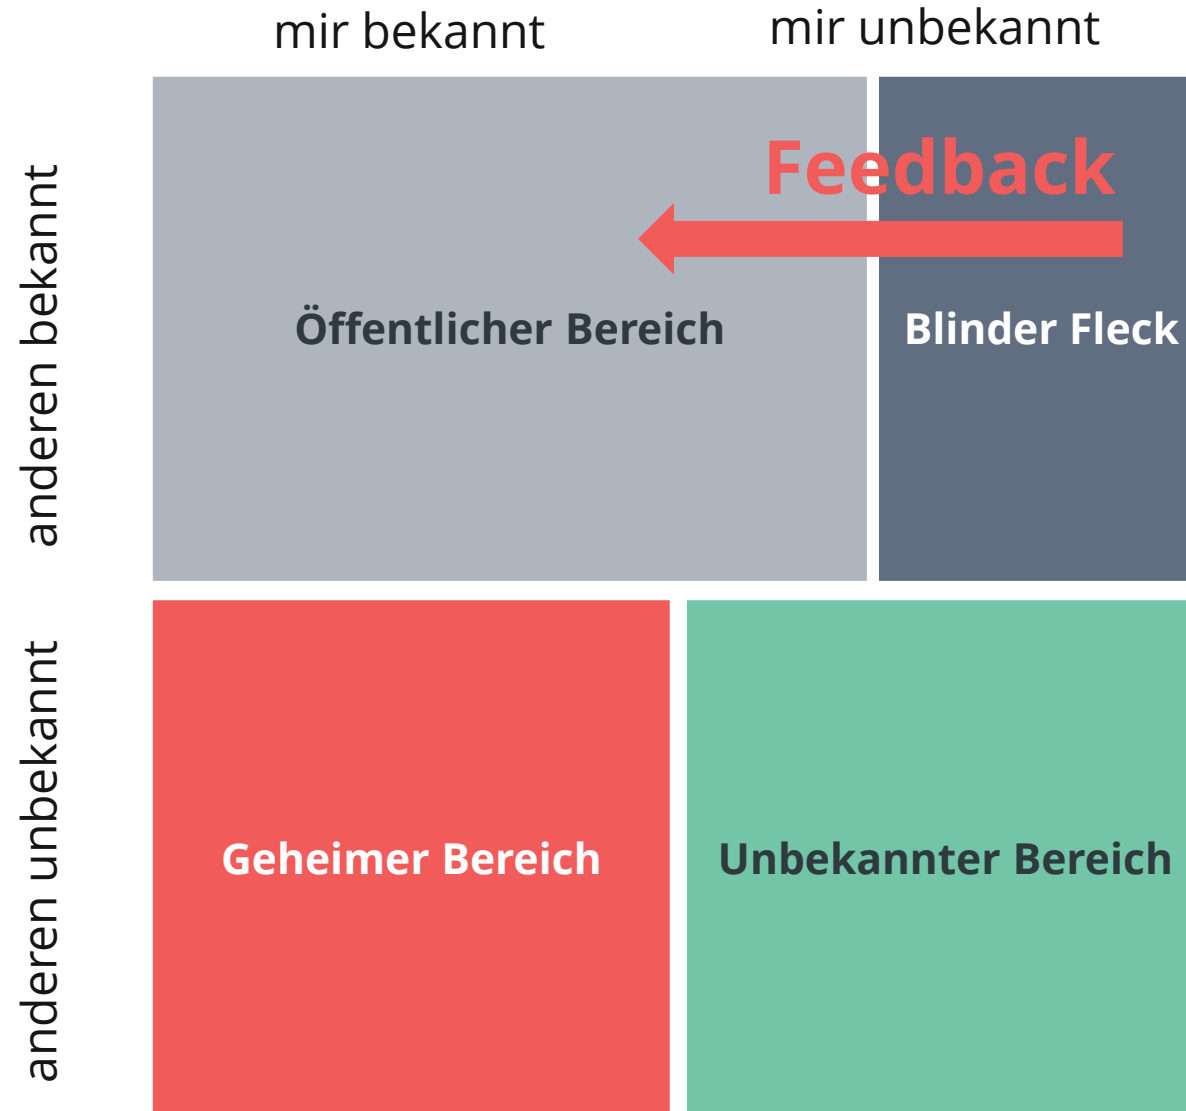 mir bekannt
mir unbekannt
anderen bekannt
Feedback
Öffentlicher Bereich
Blinder Fleck
anderen unbekannt
Geheimer Bereich
Unbekannter Bereich